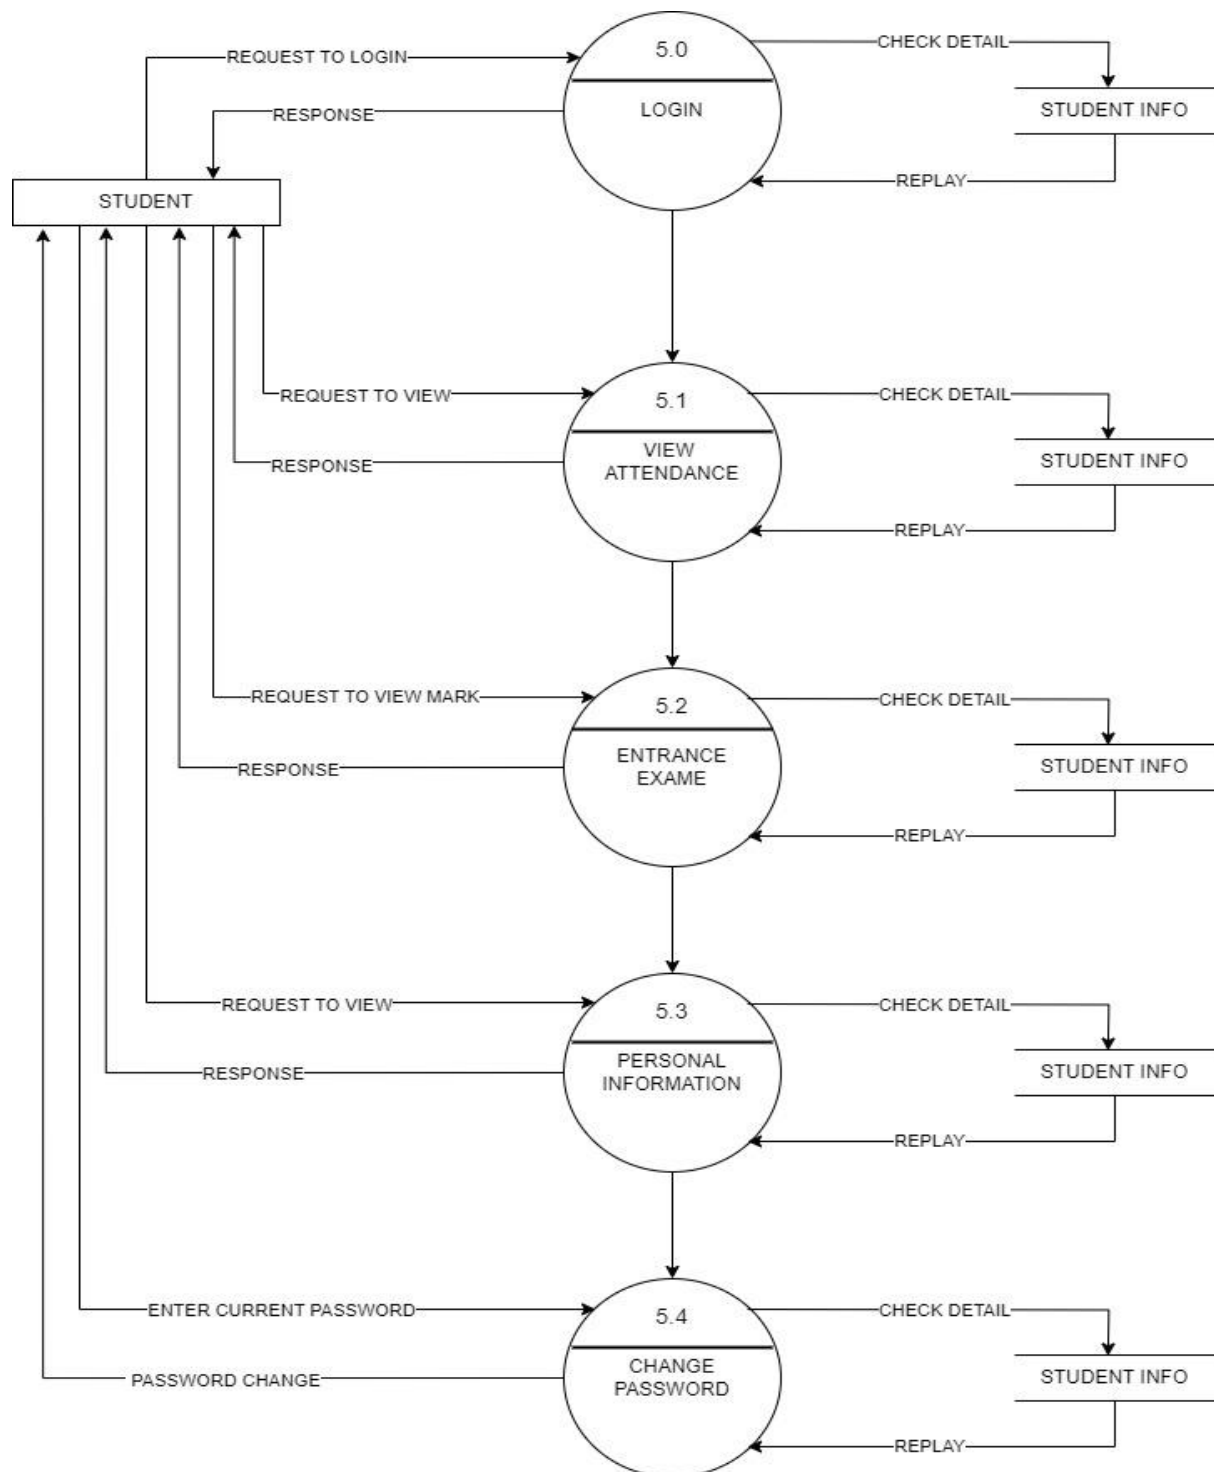 5.0
CHECK DETAIL
REQUEST TO LOGIN
LOGIN
STUDENT INFO
RESPONSE
REPLAY
STUDENT
5.1
CHECK DETAIL
REQUEST TO VIEW
VIEW
ATTENDANCE
STUDENT INFO
RESPONSE
REPLAY
5.2
CHECK DETAIL
REQUEST TO VIEW MARK
ENTRANCE
EXAME
STUDENT INFO
RESPONSE
REPLAY
5.3
CHECK DETAIL
REQUEST TO VIEW
PERSONAL
INFORMATION
STUDENT INFO
RESPONSE
REPLAY
5.4
CHECK DETAIL
ENTER CURRENT PASSWORD
CHANGE
PASSWORD
STUDENT INFO
PASSWORD CHANGE
REPLAY